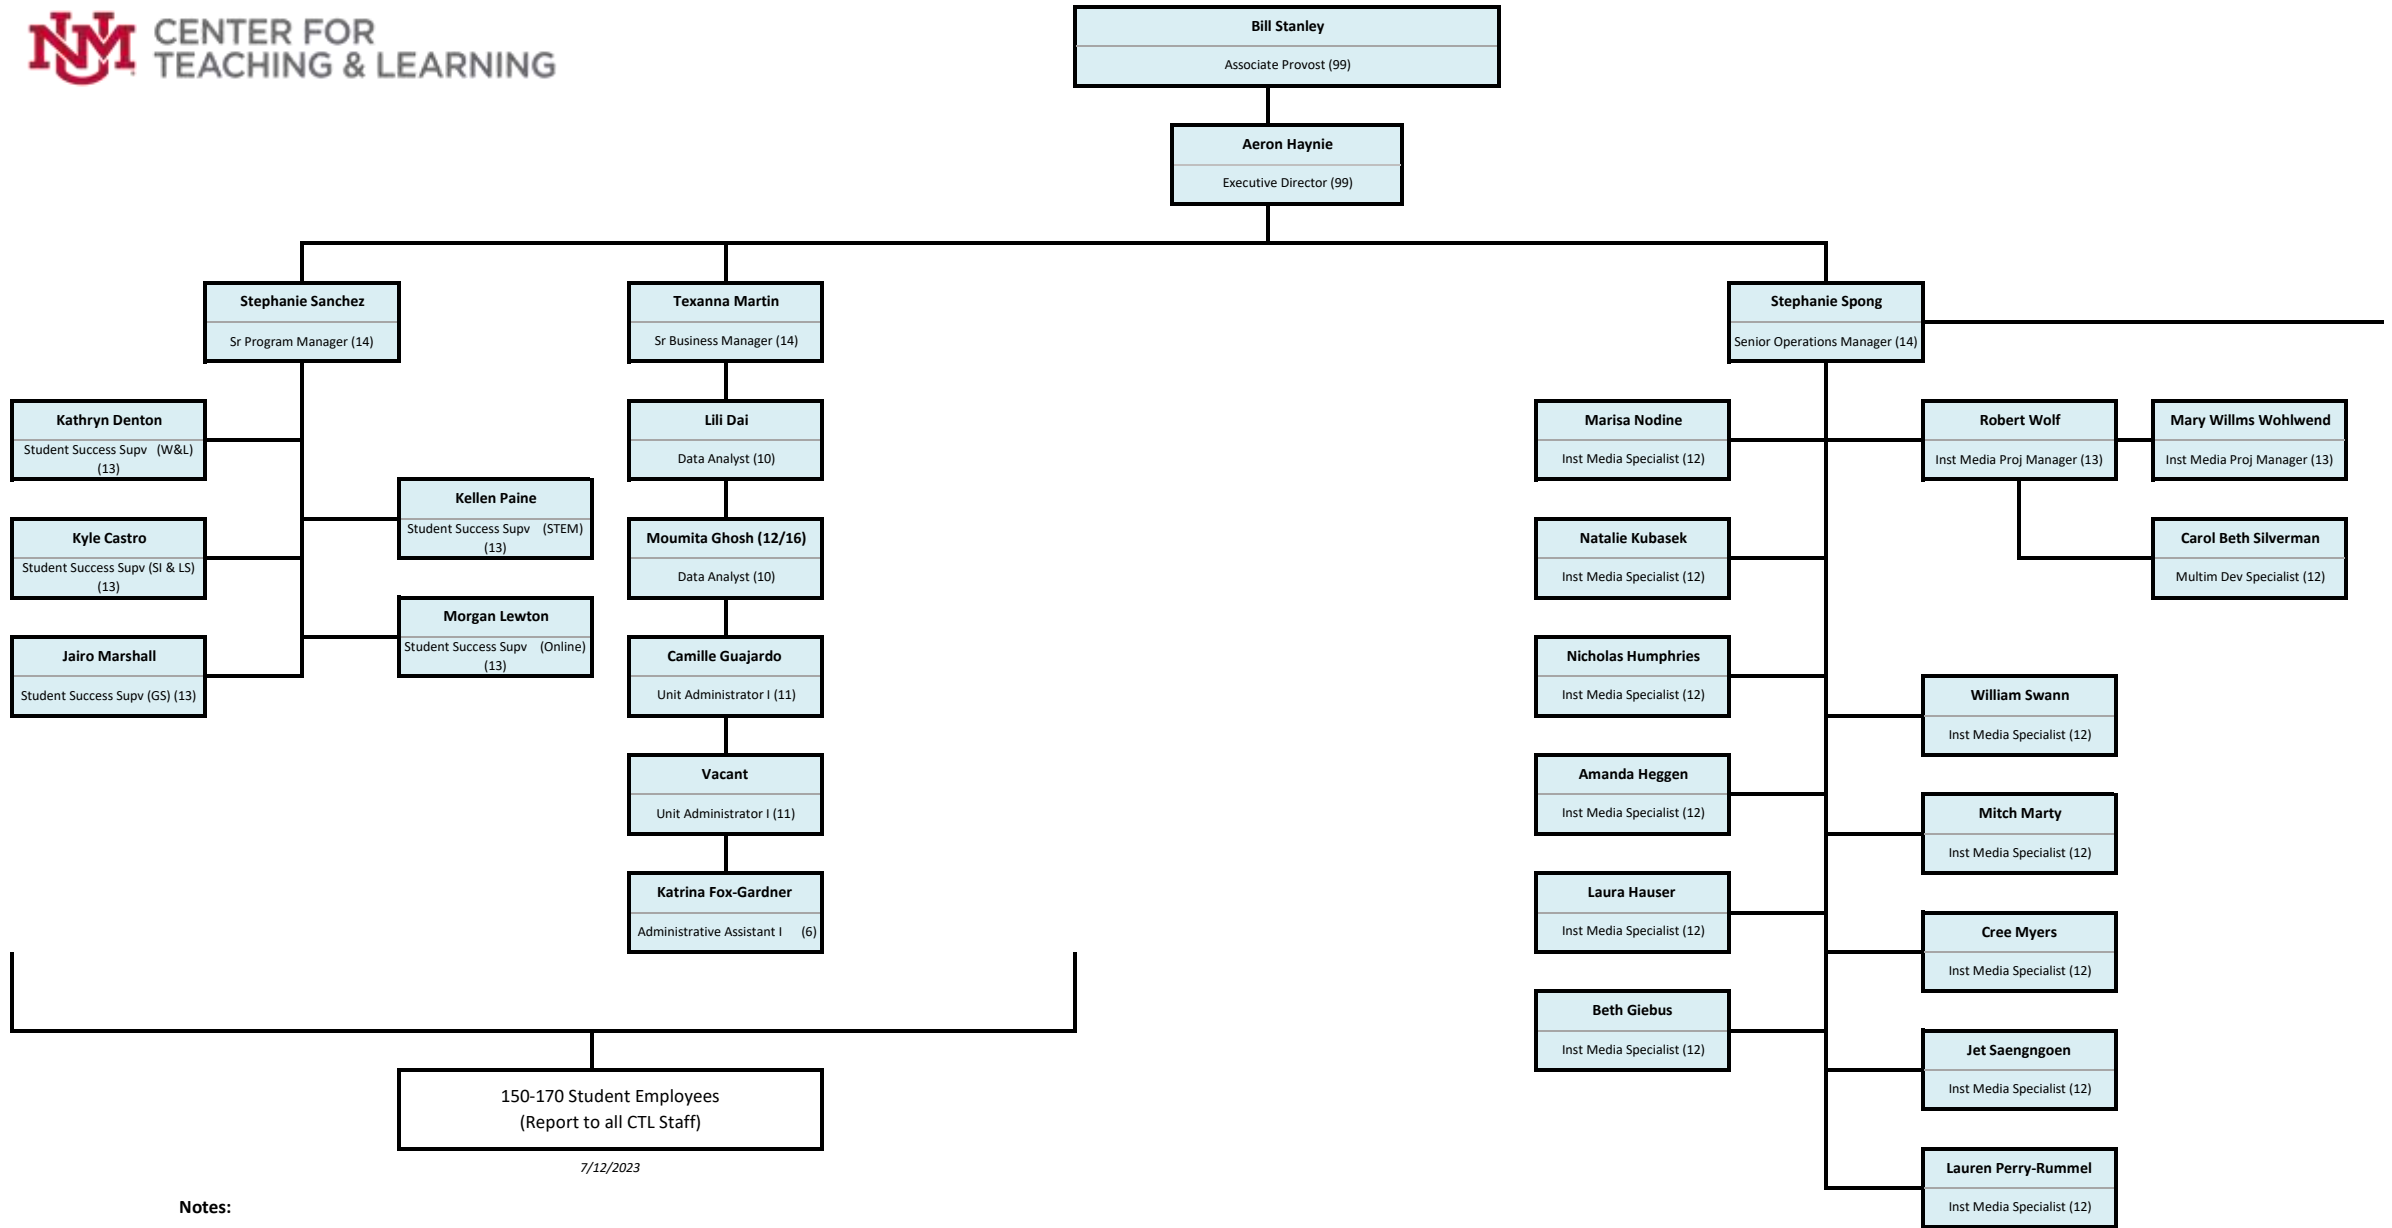 NM
CENTER FOR
TEACHING & LEARNING
Bill Stanley
Associate Provost (99)
Aeron Haynie
Executive Director (99)
Stephanie Sanchez
Sr Program Manager (14)
Texanna Martin
Sr Business Manager (14)
Stephanie Spong
Senior Operations Manager (14)
Kathryn Denton
Student Success Supv (W&L)
(13)
Kellen Paine
Student Success Supv (STEM)
(13)
Kyle Castro
Student Success Supv (SI & LS)
(13)
Morgan Lewton
Student Success Supv (Online)
(13)
Jairo Marshall
Student Success Supv (GS) (13)
Lili Dai
Data Analyst (10)
Moumita Ghosh (12/16)
Data Analyst (10)
Camille Guajardo
Unit Administrator I (11)
Vacant
Unit Administrator I (11)
Katrina Fox-Gardner
Administrative Assistant I (6)
Marisa Nodine
Inst Media Specialist (12)
Natalie Kubasek
Inst Media Specialist (12)
Nicholas Humphries
Inst Media Specialist (12)
Amanda Heggen
Inst Media Specialist (12)
Laura Hauser
Inst Media Specialist (12)
Beth Giebus
Inst Media Specialist (12)
Robert Wolf
Inst Media Proj Manager (13)
Mary Willms Wohlwend
Inst Media Proj Manager (13)
Carol Beth Silverman
Multim Dev Specialist (12)
William Swann
Inst Media Specialist (12)
Mitch Marty
Inst Media Specialist (12)
Cree Myers
Inst Media Specialist (12)
Jet Saengngoen
Inst Media Specialist (12)
Lauren Perry-Rummel
Inst Media Specialist (12)
150-170 Student Employees
(Report to all CTL Staff)
7/12/2023
Notes: